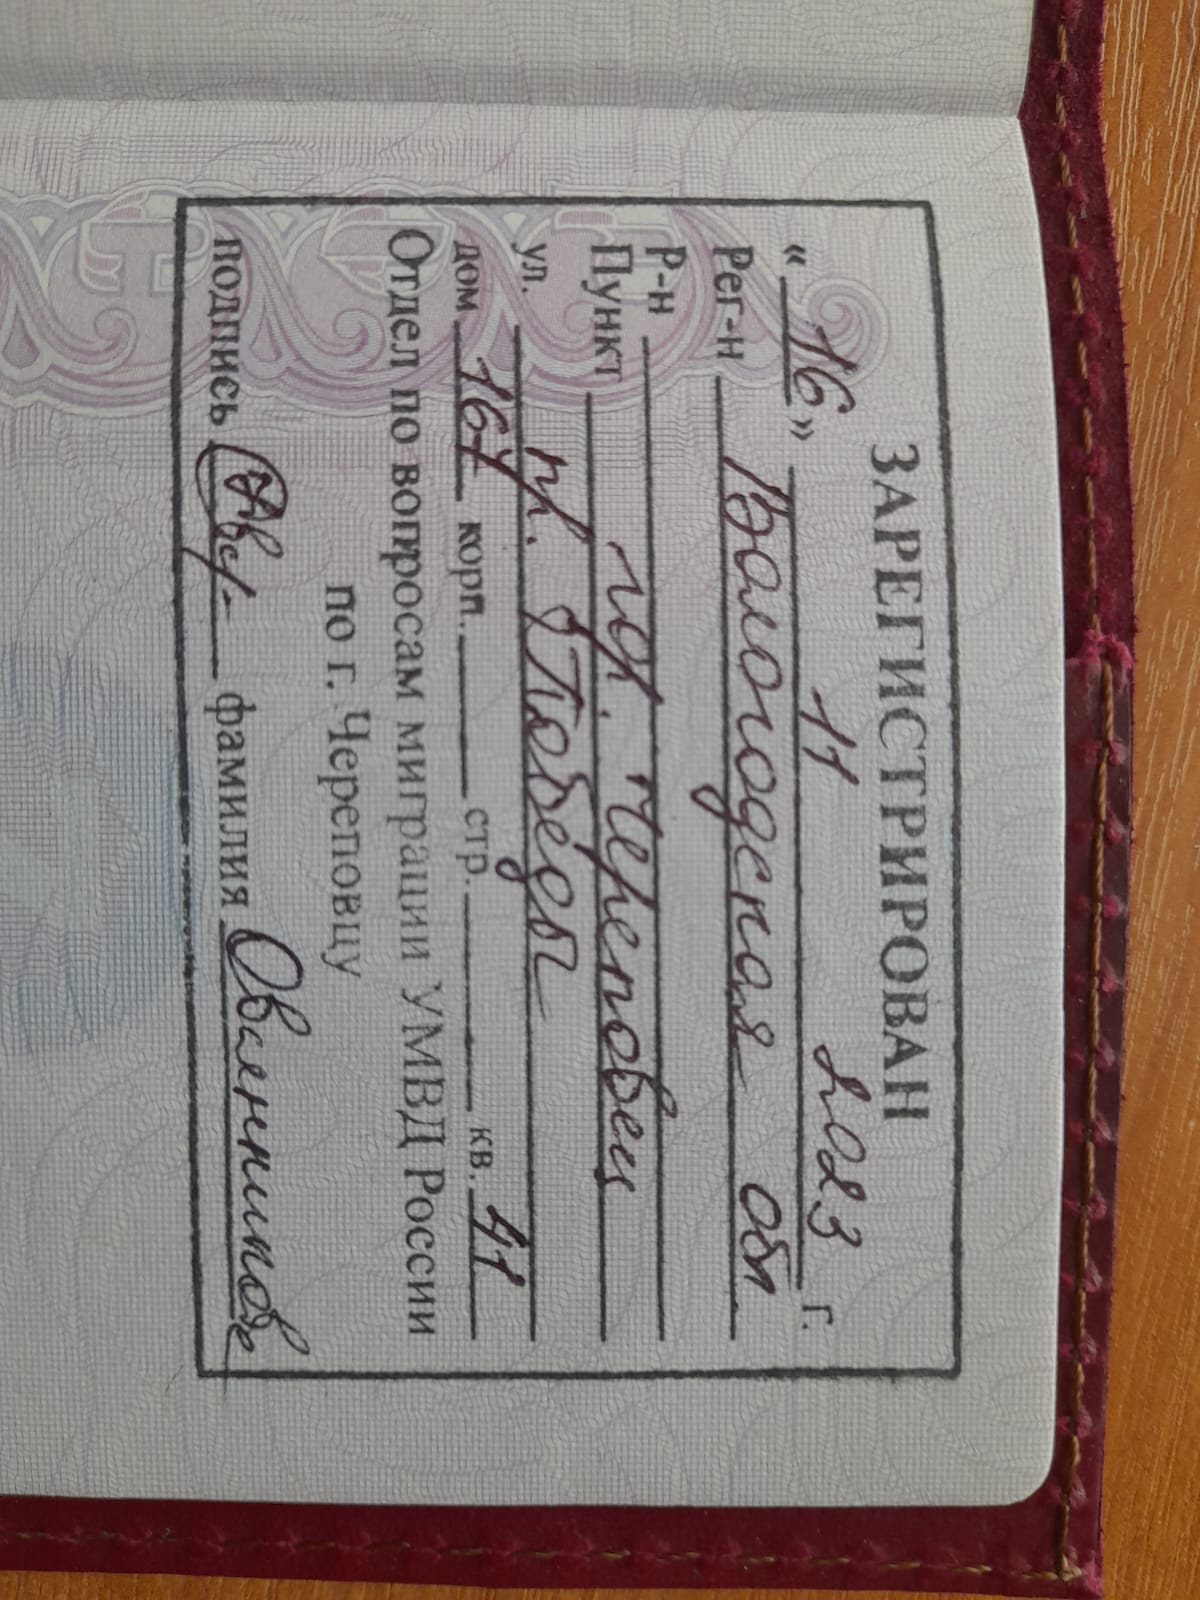 ЗАРЕГИСТРИРОВАН
« 16 » 11 2023 г.
Рег-н Вологодская обл
Р-н
Пункт гор. Череповец
ул. пр. Победы
дом 167 корп. стр. кв. 41
Отдел по вопросам миграции УМВД России
по г. Череповцу
подпись фамилия